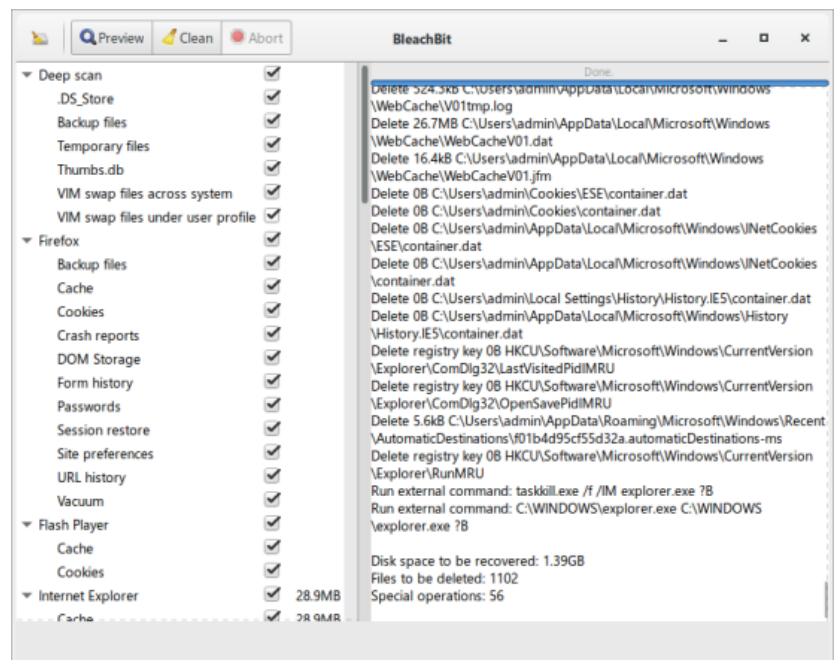 Preview Clean Abort BleachBit
Deep scan
.DS_Store
Backup files
Temporary files
Thumbs.db
VIM swap files across system
VIM swap files under user profile
Firefox
Backup files
Cache
Cookies
Crash reports
DOM Storage
Form history
Passwords
Session restore
Site preferences
URL history
Vacuum
Flash Player
Cache
Cookies
Internet Explorer 28.9MB
Cache 28.9MB
Done.
Delete 524.3kB C:\Users\admin\AppData\Local\Microsoft\Windows
\WebCache\V01tmp.log
Delete 26.7MB C:\Users\admin\AppData\Local\Microsoft\Windows
\WebCache\WebCacheV01.dat
Delete 16.4kB C:\Users\admin\AppData\Local\Microsoft\Windows
\WebCache\WebCacheV01.jfm
Delete 0B C:\Users\admin\Cookies\ESE\container.dat
Delete 0B C:\Users\admin\Cookies\container.dat
Delete 0B C:\Users\admin\AppData\Local\Microsoft\Windows\INetCookies
\ESE\container.dat
Delete 0B C:\Users\admin\AppData\Local\Microsoft\Windows\INetCookies
\container.dat
Delete 0B C:\Users\admin\Local Settings\History\History.IE5\container.dat
Delete 0B C:\Users\admin\AppData\Local\Microsoft\Windows\History
\History.IE5\container.dat
Delete registry key 0B HKCU\Software\Microsoft\Windows\CurrentVersion
\Explorer\ComDlg32\LastVisitedPidlMRU
Delete registry key 0B HKCU\Software\Microsoft\Windows\CurrentVersion
\Explorer\ComDlg32\OpenSavePidlMRU
Delete 5.6kB C:\Users\admin\AppData\Roaming\Microsoft\Windows\Recent
\AutomaticDestinations\f01b4d95cf55d32a.automaticDestinations-ms
Delete registry key 0B HKCU\Software\Microsoft\Windows\CurrentVersion
\Explorer\RunMRU
Run external command: taskkill.exe /f /IM explorer.exe ?B
Run external command: C:\WINDOWS\explorer.exe C:\WINDOWS
\explorer.exe ?B
Disk space to be recovered: 1.39GB
Files to be deleted: 1102
Special operations: 56